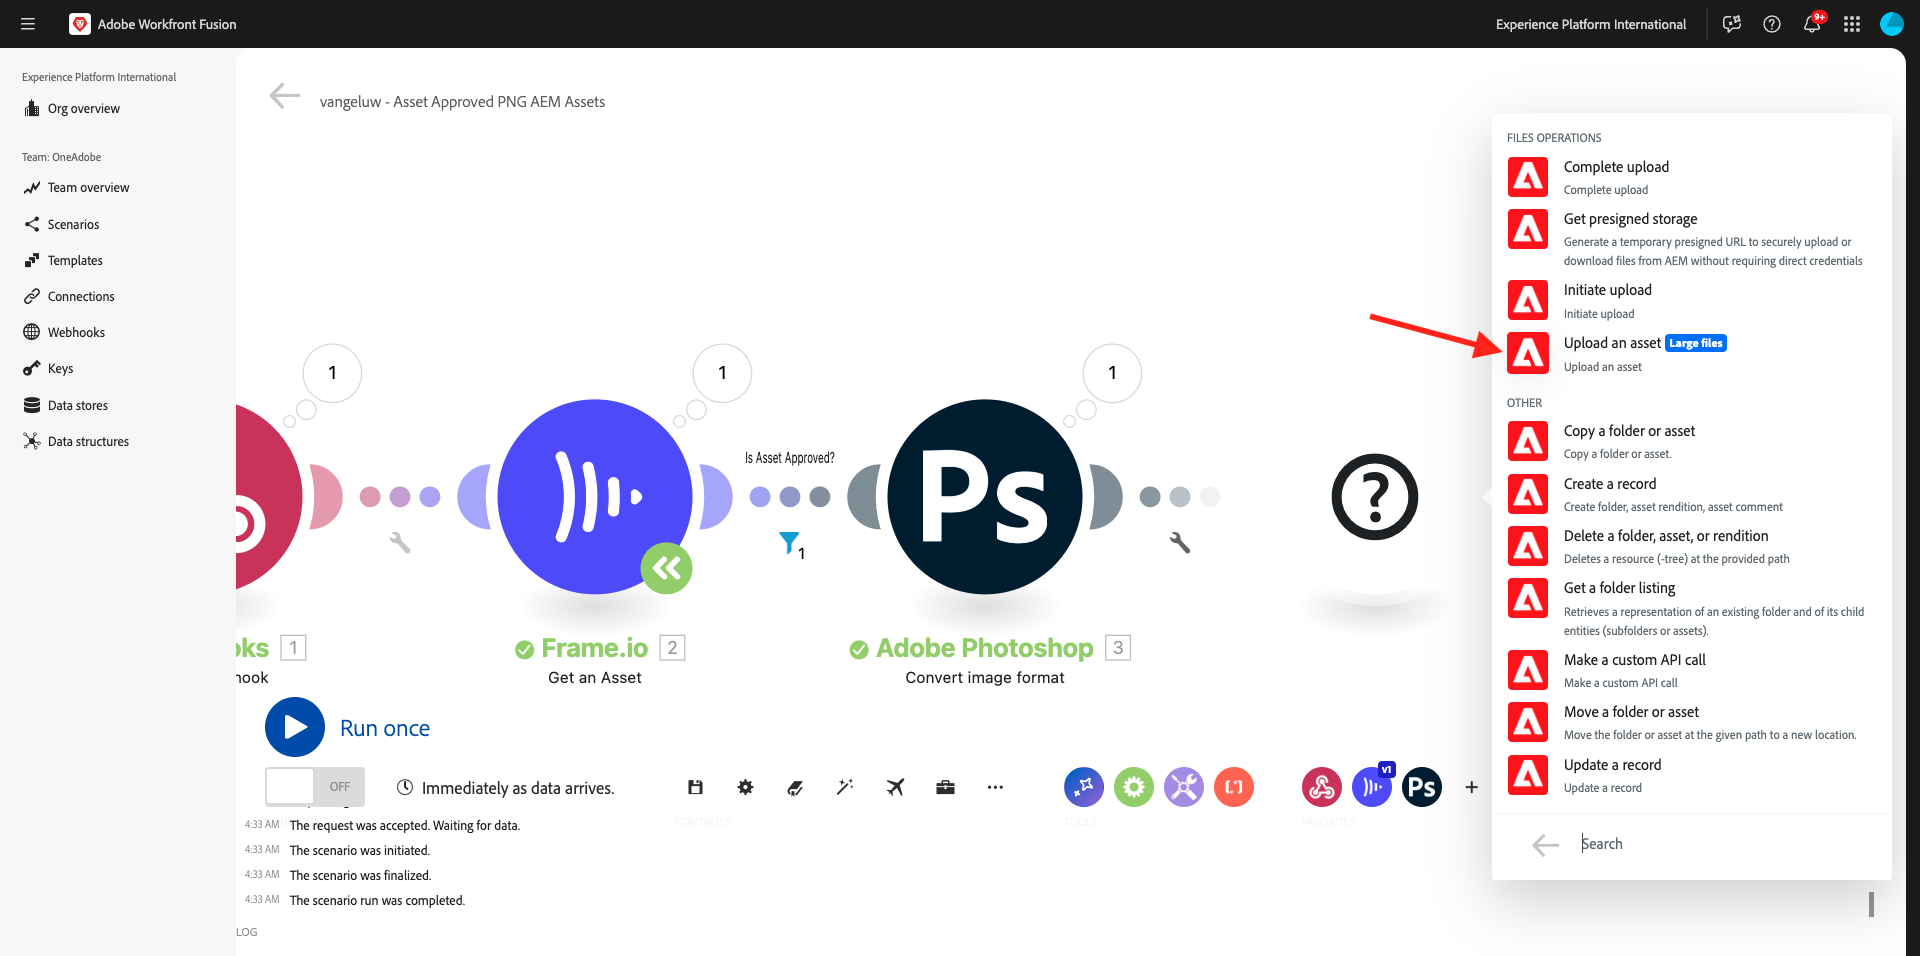 Adobe Workfront Fusion
Experience Platform International
9+
Experience Platform International
Org overview
Team: OneAdobe
Team overview
Scenarios
Templates
Connections
Webhooks
Keys
Data stores
Data structures
vangeluw - Asset Approved PNG AEM Assets
1
1
1
Is Asset Approved?
1
Ps
?
oks 1
Frame.io 2
Adobe Photoshop 3
nook
Get an Asset
Convert image format
Run once
OFF
Immediately as data arrives.
v1
Ps
CONTROLS
TOOLS
FAVORITES
4:33 AM The request was accepted. Waiting for data.
4:33 AM The scenario was initiated.
4:33 AM The scenario was finalized.
4:33 AM The scenario run was completed.
LOG
FILES OPERATIONS
Complete upload
Complete upload
Get presigned storage
Generate a temporary presigned URL to securely upload or
download files from AEM without requiring direct credentials
Initiate upload
Initiate upload
Upload an asset Large files
Upload an asset
OTHER
Copy a folder or asset
Copy a folder or asset.
Create a record
Create folder, asset rendition, asset comment
Delete a folder, asset, or rendition
Deletes a resource (-tree) at the provided path
Get a folder listing
Retrieves a representation of an existing folder and of its child
entities (subfolders or assets).
Make a custom API call
Make a custom API call
Move a folder or asset
Move the folder or asset at the given path to a new location.
Update a record
Update a record
Search